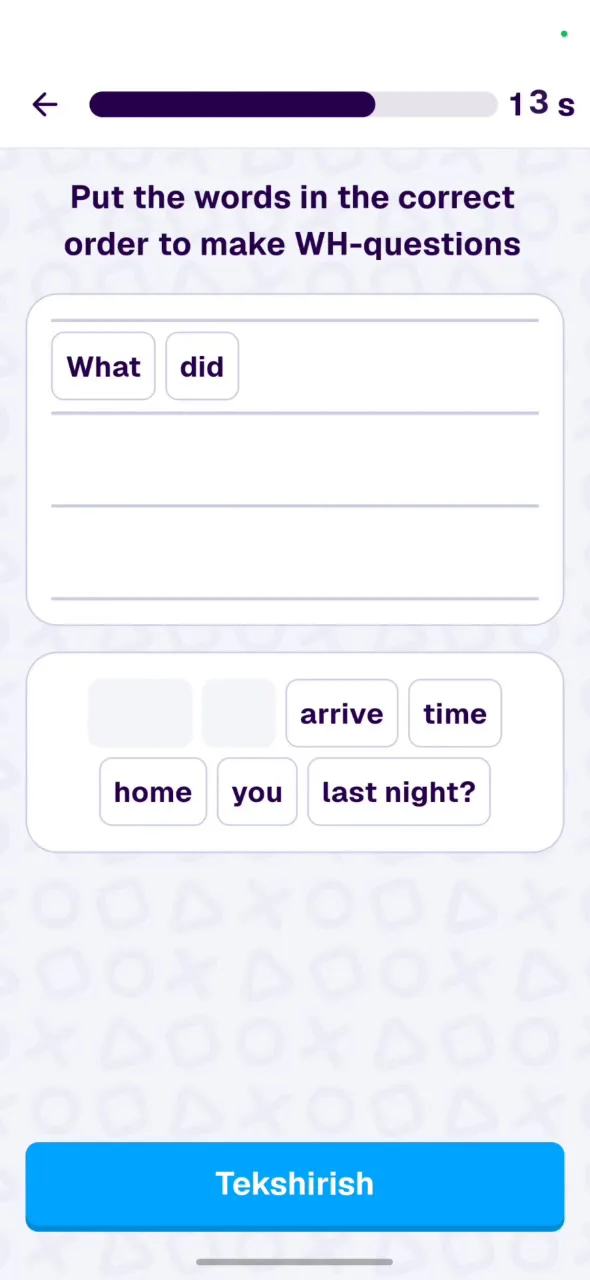 13 s
Put the words in the correct
order to make WH-questions
What did
arrive time
home you last night?
Tekshirish